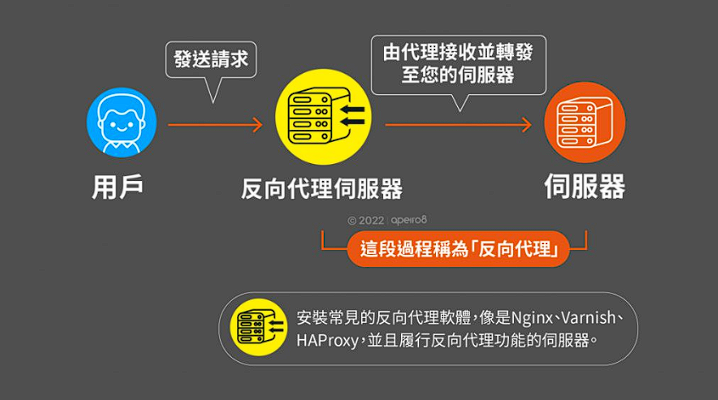 發送請求
由代理接收並轉發
至您的伺服器
用戶
反向代理伺服器
伺服器
© 2022 apeiro8
這段過程稱為「反向代理」
安裝常見的反向代理軟體，像是Nginx、Varnish、
HAProxy，並且履行反向代理功能的伺服器。